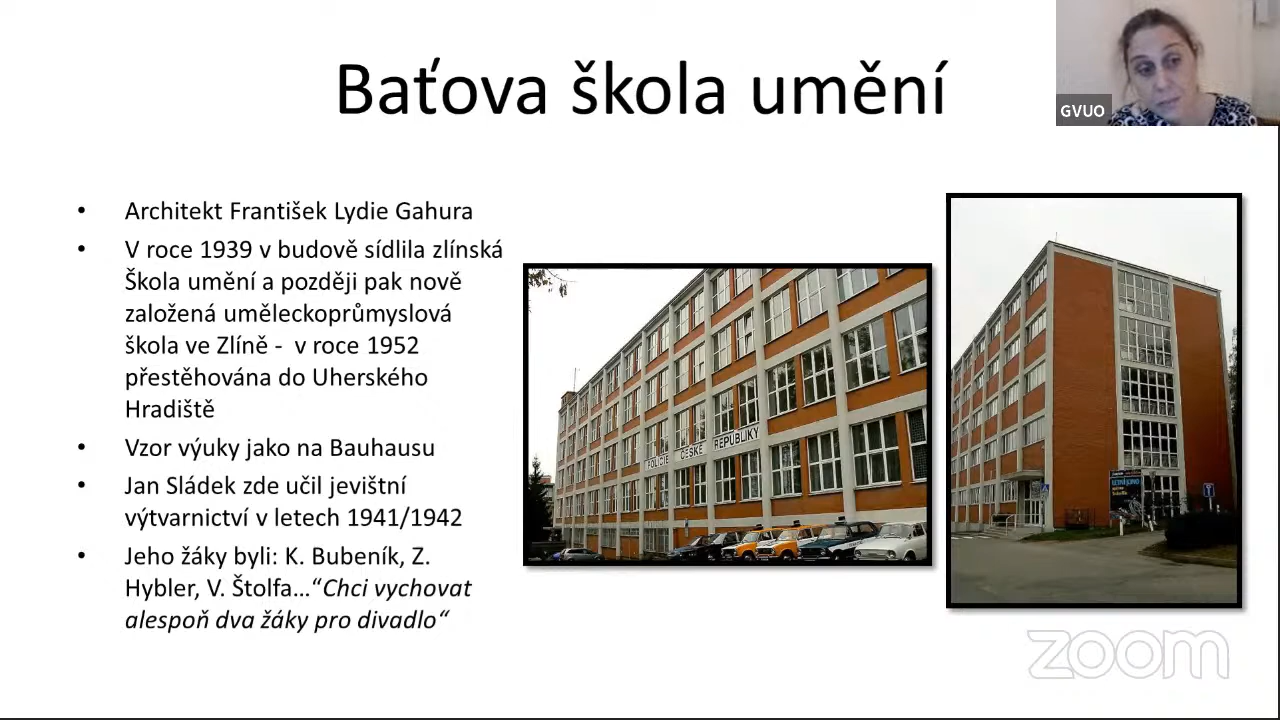 Baťova škola umění
GVUO
• Architekt František Lydie Gahura
• V roce 1939 v budově sídlila zlínská
Škola umění a později pak nově
založená uměleckoprůmyslová
škola ve Zlíně -  v roce 1952
přestěhována do Uherského
Hradiště
• Vzor výuky jako na Bauhausu
• Jan Sládek zde učil jevištní
výtvarnictví v letech 1941/1942
• Jeho žáky byli: K. Bubeník, Z.
Hybler, V. Štolfa…“Chci vychovat
alespoň dva žáky pro divadlo“
POLICIE ČESKÉ REPUBLIKY
LETNÍ KINO
zoom